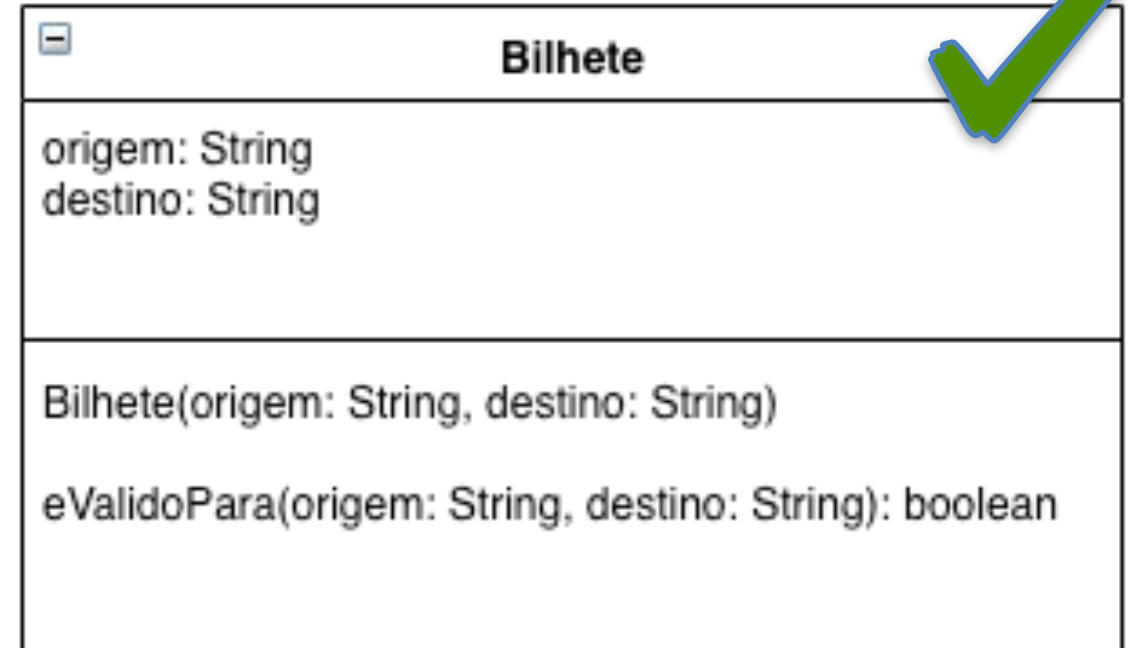 Bilhete
origem: String
destino: String
Bilhete(origem: String, destino: String)
eValidoPara(origem: String, destino: String): boolean